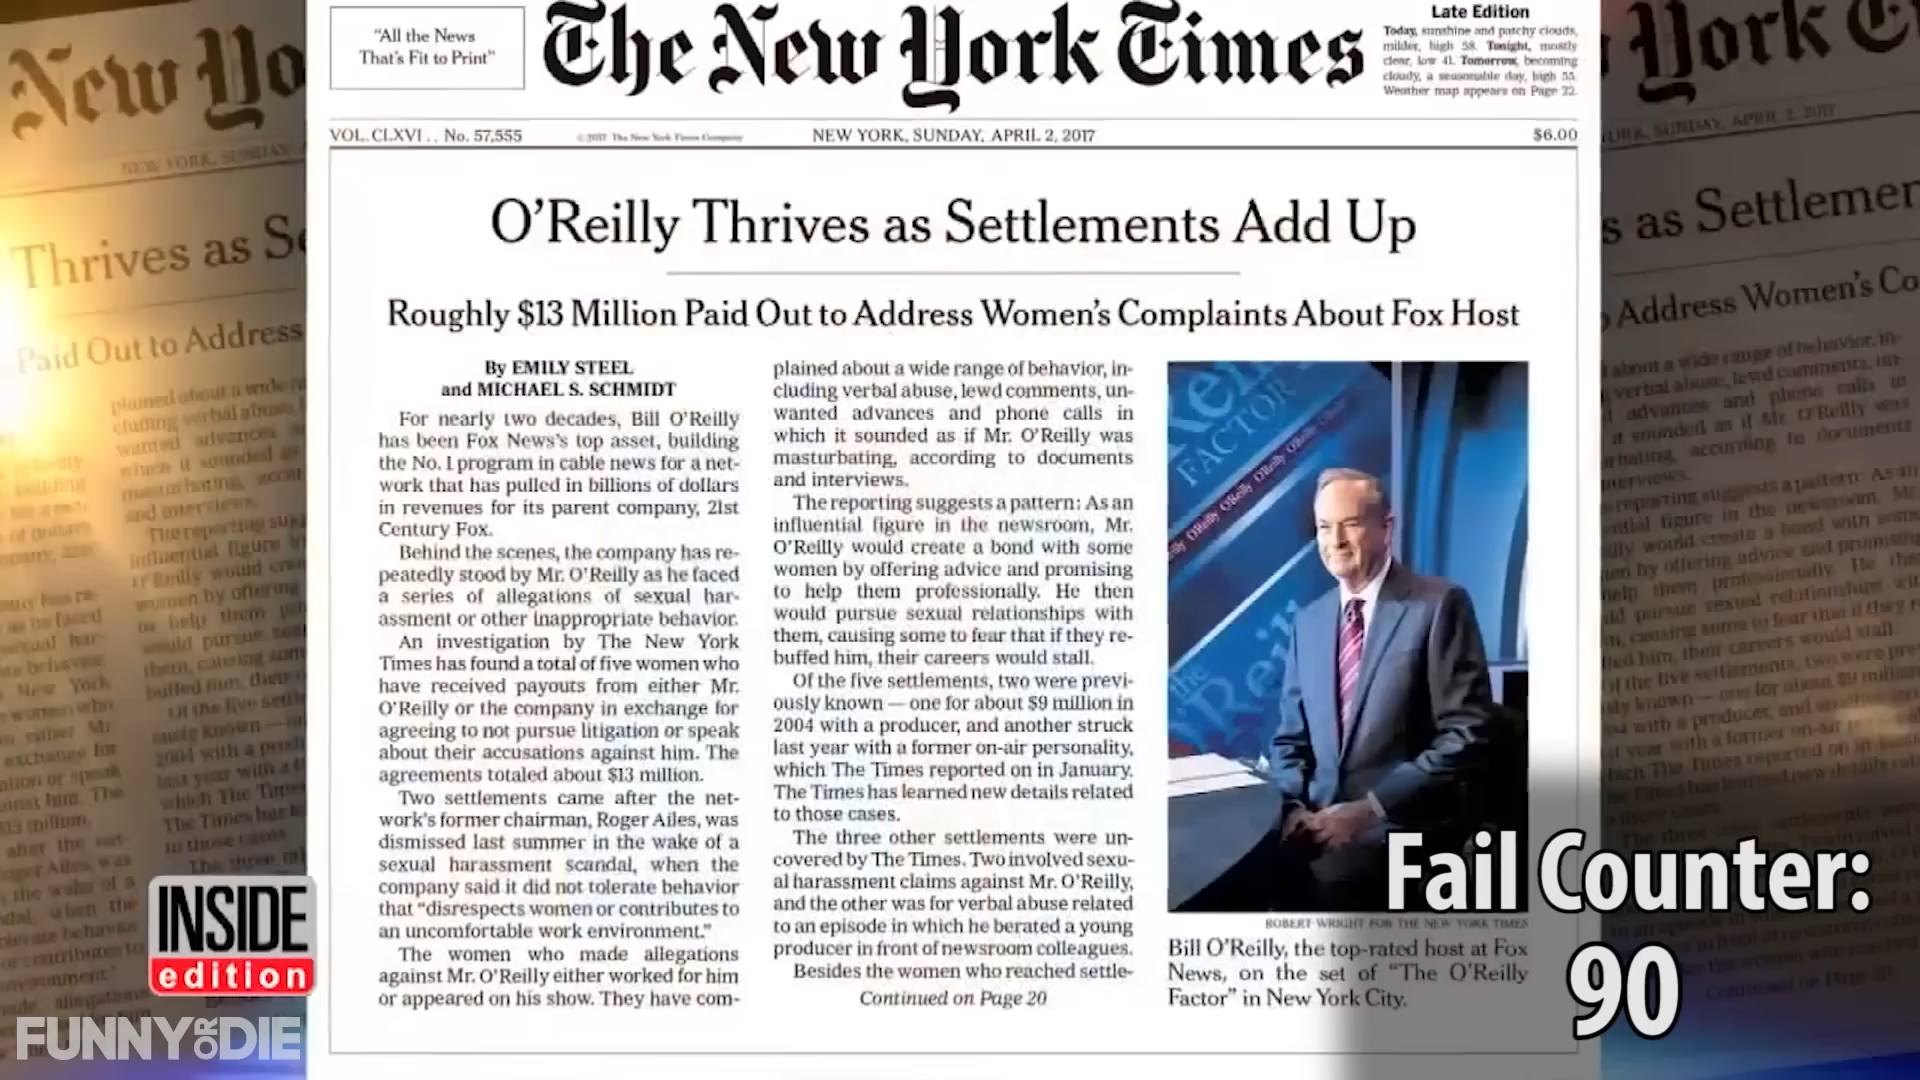 "All the News
That's Fit to Print"
The New York Times
Late Edition
Today, sunshine and patchy clouds,
milder, high 58. Tonight, mostly
clear, low 41. Tomorrow, becoming
cloudy, a seasonable day, high 55.
Weather map appears on Page 22.
VOL. CLXVI . . No. 57,555
© 2017 The New York Times Company
NEW YORK, SUNDAY, APRIL 2, 2017
$6.00
O'Reilly Thrives as Settlements Add Up
Roughly $13 Million Paid Out to Address Women's Complaints About Fox Host
By EMILY STEEL
and MICHAEL S. SCHMIDT
For nearly two decades, Bill O'Reilly
has been Fox News's top asset, building
the No. 1 program in cable news for a net-
work that has pulled in billions of dollars
in revenues for its parent company, 21st
Century Fox.
Behind the scenes, the company has re-
peatedly stood by Mr. O'Reilly as he faced
a series of allegations of sexual har-
assment or other inappropriate behavior.
An investigation by The New York
Times has found a total of five women who
have received payouts from either Mr.
O'Reilly or the company in exchange for
agreeing to not pursue litigation or speak
about their accusations against him. The
agreements totaled about $13 million.
Two settlements came after the net-
work's former chairman, Roger Ailes, was
dismissed last summer in the wake of a
sexual harassment scandal, when the
company said it did not tolerate behavior
that "disrespects women or contributes to
an uncomfortable work environment."
The women who made allegations
against Mr. O'Reilly either worked for him
or appeared on his show. They have com-
plained about a wide range of behavior, in-
cluding verbal abuse, lewd comments, un-
wanted advances and phone calls in
which it sounded as if Mr. O'Reilly was
masturbating, according to documents
and interviews.
The reporting suggests a pattern: As an
influential figure in the newsroom, Mr.
O'Reilly would create a bond with some
women by offering advice and promising
to help them professionally. He then
would pursue sexual relationships with
them, causing some to fear that if they re-
buffed him, their careers would stall.
Of the five settlements, two were previ-
ously known — one for about $9 million in
2004 with a producer, and another struck
last year with a former on-air personality,
which The Times reported on in January.
The Times has learned new details related
to those cases.
The three other settlements were un-
covered by The Times. Two involved sexu-
al harassment claims against Mr. O'Reilly,
and the other was for verbal abuse related
to an episode in which he berated a young
producer in front of newsroom colleagues.
Besides the women who reached settle-
Continued on Page 20
FACTOR
O'Reilly O'Reilly O'Reilly O'Reilly
ROBERT WRIGHT FOR THE NEW YORK TIMES
Bill O'Reilly, the top-rated host at Fox
News, on the set of "The O'Reilly
Factor" in New York City.
Fail Counter:
90
INSIDE
edition
FUNNY OR DIE